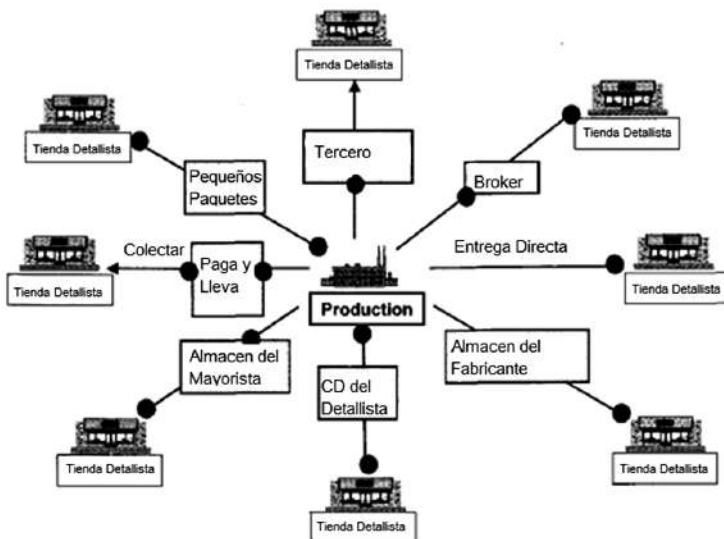 Tienda Detallista
Tienda Detallista
Tienda Detallista
Tercero
Pequeños
Paquetes
Broker
Colectar
Paga y
Lleva
Entrega Directa
Tienda Detallista
Tienda Detallista
Production
Almacen del
Mayorista
CD del
Detallista
Almacen del
Fabricante
Tienda Detallista
Tienda Detallista
Tienda Detallista